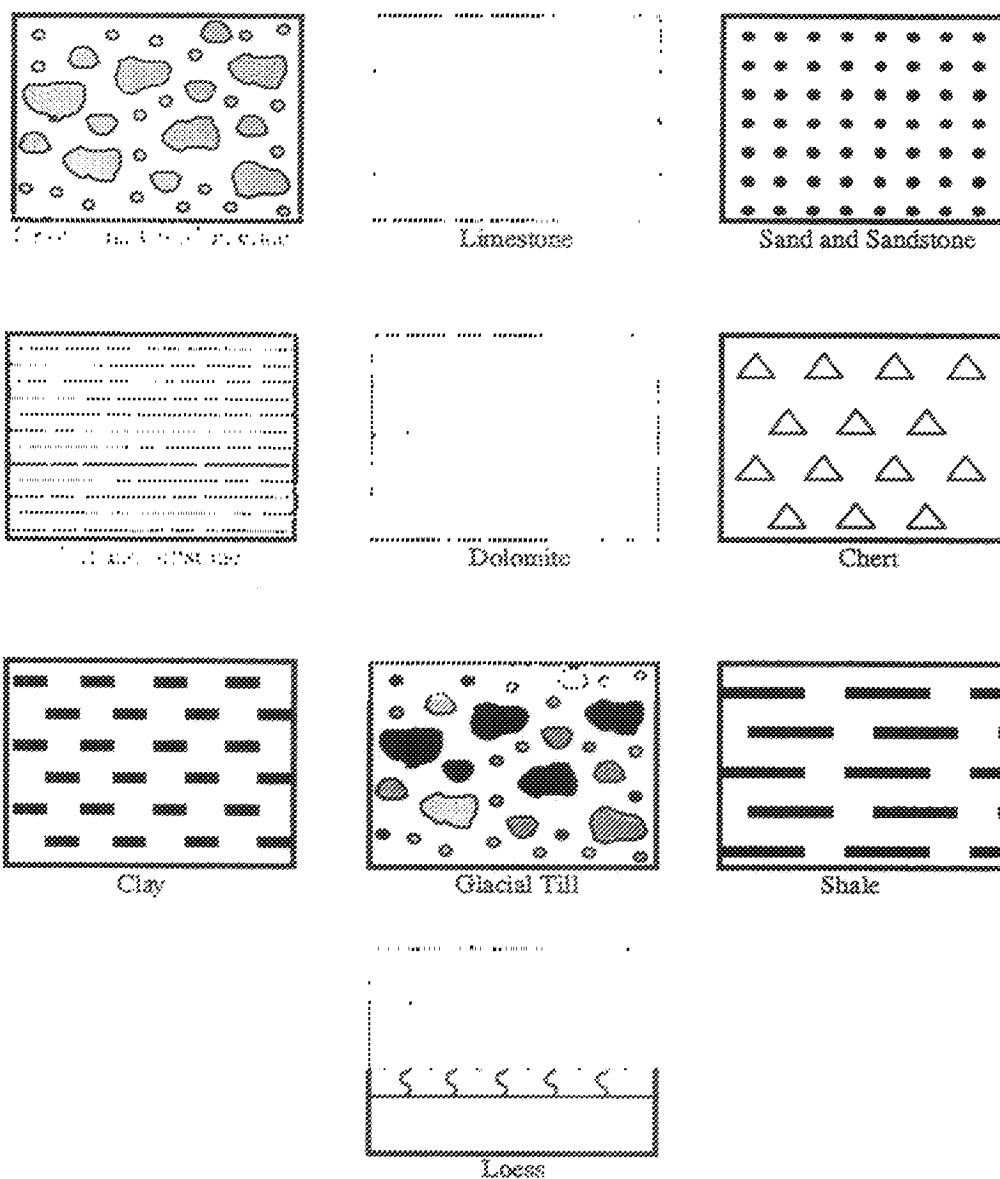 Limestone
Sand and Sandstone
Dolomite
Chert
Clay
Glacial Till
Shale
Loess